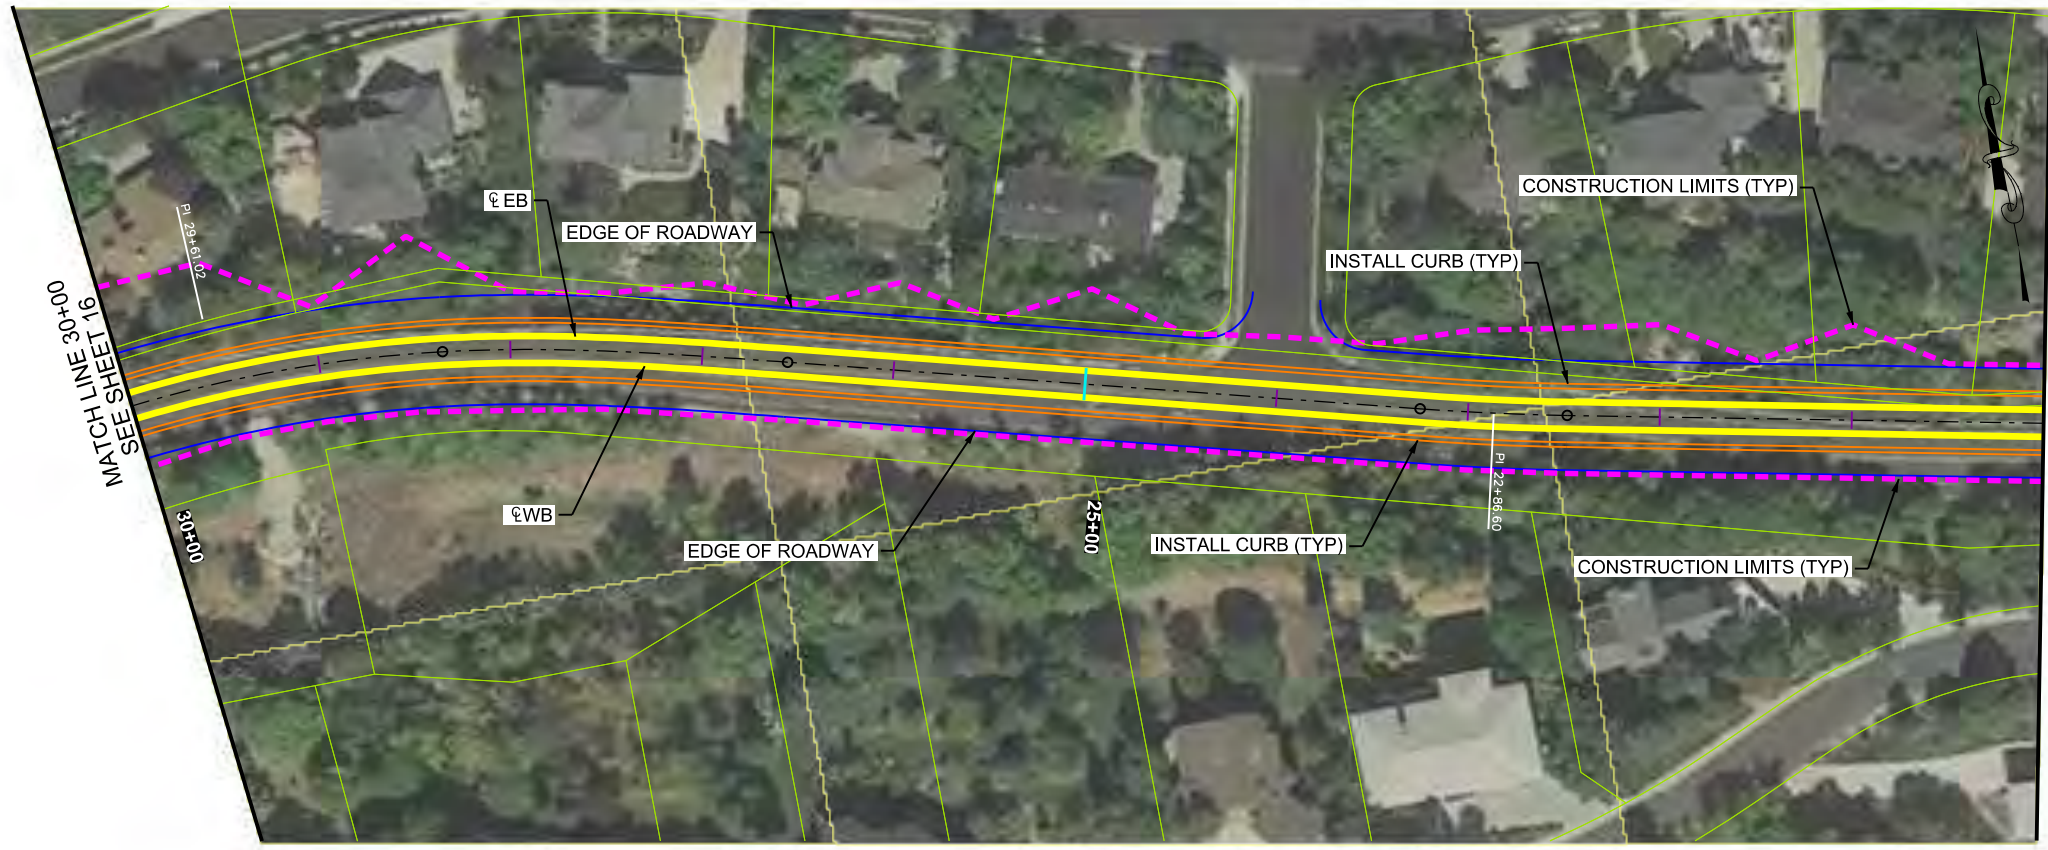 CONSTRUCTION LIMITS (TYP)
℄ EB
EDGE OF ROADWAY
PI 29+61.02
INSTALL CURB (TYP)
MATCH LINE 30+00
SEE SHEET 16
PI 22+86.60
30+00
25+00
℄ WB
EDGE OF ROADWAY
INSTALL CURB (TYP)
CONSTRUCTION LIMITS (TYP)